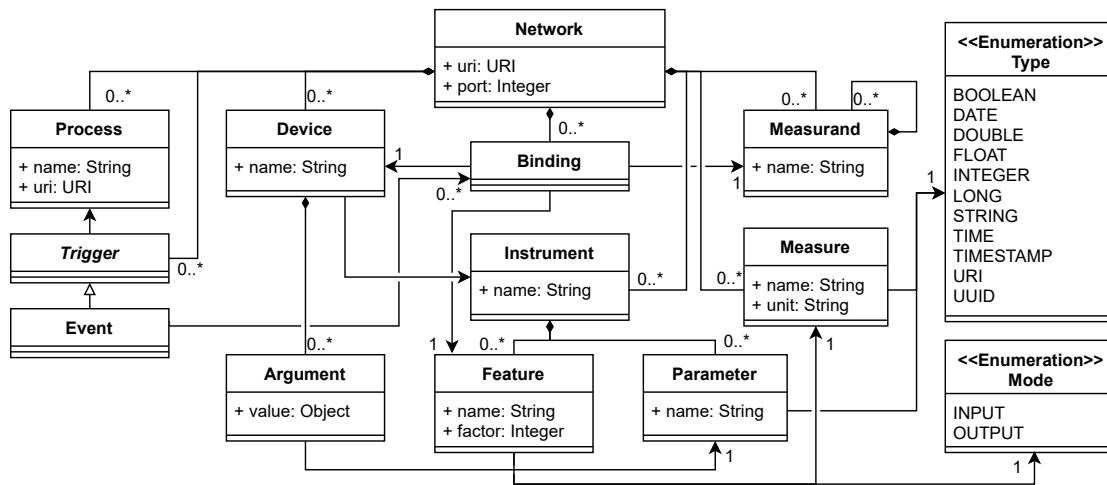 Network
+ uri: URI
+ port: Integer
<<Enumeration>>
Type
BOOLEAN
DATE
DOUBLE
FLOAT
INTEGER
LONG
STRING
TIME
TIMESTAMP
URI
UUID
0..*
0..*
0..*
0..*
0..*
Process
+ name: String
+ uri: URI
Device
+ name: String
Binding
Measurand
+ name: String
1
0..*
1
1
Trigger
0..*
Instrument
+ name: String
0..*
0..*
Measure
+ name: String
+ unit: String
Event
0..*
1
0..*
0..*
1
Argument
+ value: Object
Feature
+ name: String
+ factor: Integer
Parameter
+ name: String
<<Enumeration>>
Mode
INPUT
OUTPUT
1
1